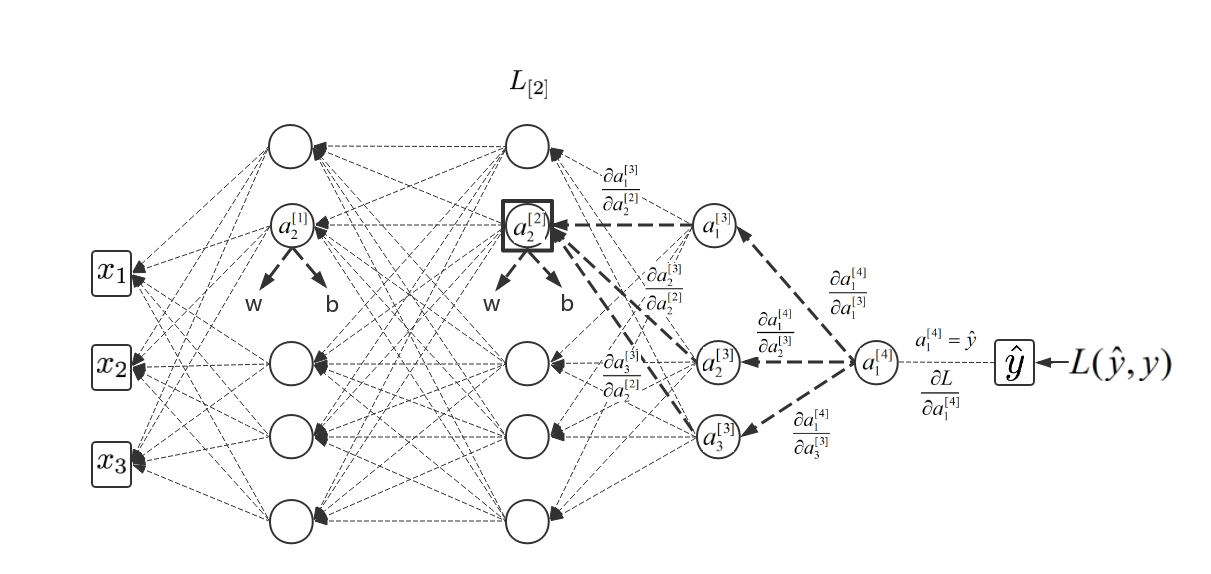 L[2]
∂a₁^[3] / ∂a₂^[2]
a₂^[1]
a₂^[2]
a₁^[3]
x₁
w b
w b
∂a₂^[3] / ∂a₂^[2]
∂a₁^[4] / ∂a₁^[3]
x₂
∂a₃^[3] / ∂a₂^[2]
a₂^[3]
∂a₁^[4] / ∂a₂^[3]
a₁^[4]
a₁^[4] = ŷ
∂L / ∂a₁^[4]
ŷ
L(ŷ, y)
x₃
a₃^[3]
∂a₁^[4] / ∂a₃^[3]